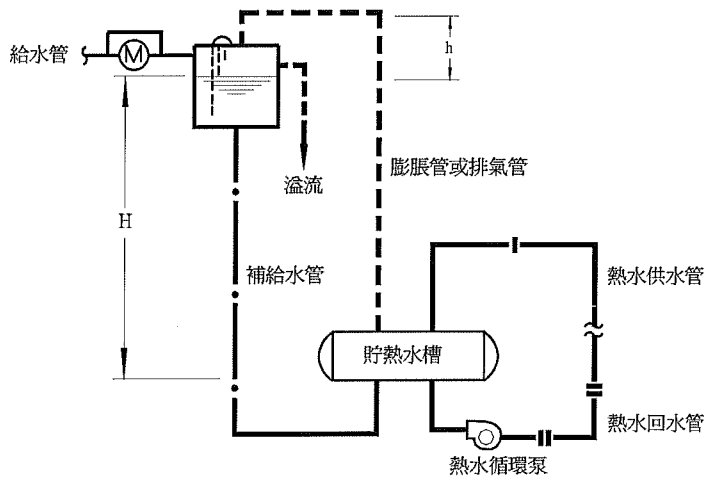 給水管
M
h
溢流
膨脹管或排氣管
H
補給水管
熱水供水管
貯熱水槽
熱水回水管
熱水循環泵